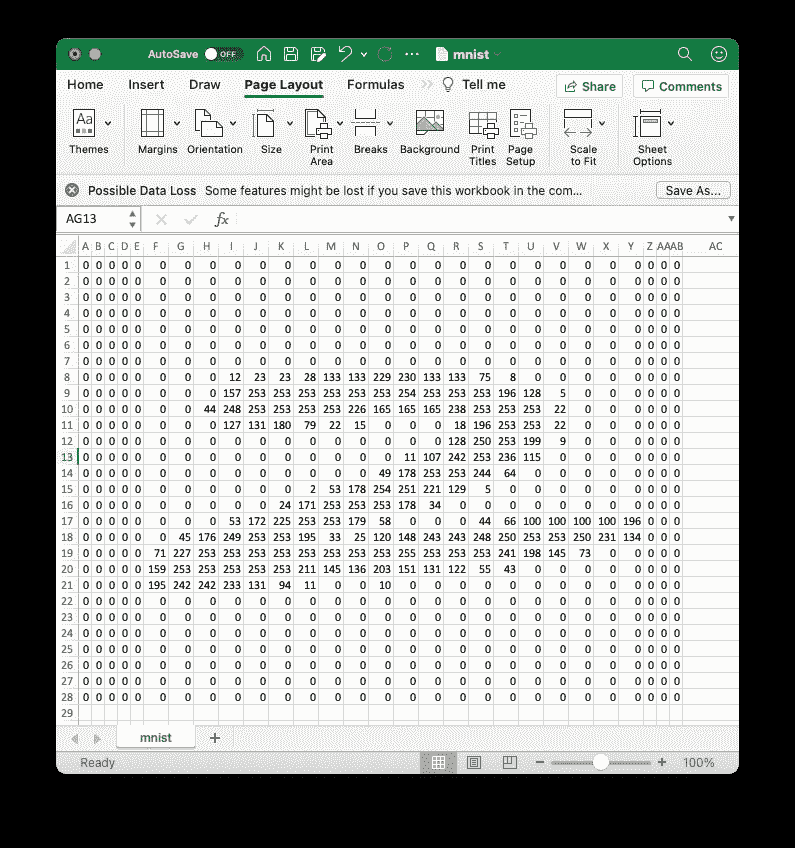 AutoSave OFF mnist
Home Insert Draw Page Layout Formulas Tell me Share Comments
Themes Margins Orientation Size Print Area Breaks Background Print Titles Page Setup Scale to Fit Sheet Options
Possible Data Loss Some features might be lost if you save this workbook in the com... Save As...
AG13 fx
A B C D E F G H I J K L M N O P Q R S T U V W X Y Z AA AB AC
1 0 0 0 0 0 0 0 0 0 0 0 0 0 0 0 0 0 0 0 0 0 0 0 0 0 0 0 0
2 0 0 0 0 0 0 0 0 0 0 0 0 0 0 0 0 0 0 0 0 0 0 0 0 0 0 0 0
3 0 0 0 0 0 0 0 0 0 0 0 0 0 0 0 0 0 0 0 0 0 0 0 0 0 0 0 0
4 0 0 0 0 0 0 0 0 0 0 0 0 0 0 0 0 0 0 0 0 0 0 0 0 0 0 0 0
5 0 0 0 0 0 0 0 0 0 0 0 0 0 0 0 0 0 0 0 0 0 0 0 0 0 0 0 0
6 0 0 0 0 0 0 0 0 0 0 0 0 0 0 0 0 0 0 0 0 0 0 0 0 0 0 0 0
7 0 0 0 0 0 0 0 0 0 0 0 0 0 0 0 0 0 0 0 0 0 0 0 0 0 0 0 0
8 0 0 0 0 0 0 0 0 12 23 23 28 133 133 229 230 133 133 75 8 0 0 0 0 0 0 0 0
9 0 0 0 0 0 0 0 0 157 253 253 253 253 253 253 254 253 253 253 196 128 5 0 0 0 0 0 0
10 0 0 0 0 0 0 0 44 248 253 253 253 253 226 165 165 165 238 253 253 253 22 0 0 0 0 0 0
11 0 0 0 0 0 0 0 0 127 131 180 79 22 15 0 0 0 18 196 253 253 22 0 0 0 0 0 0
12 0 0 0 0 0 0 0 0 0 0 0 0 0 0 0 0 0 128 250 253 199 9 0 0 0 0 0 0
13 0 0 0 0 0 0 0 0 0 0 0 0 0 0 0 11 107 242 253 236 115 0 0 0 0 0 0 0
14 0 0 0 0 0 0 0 0 0 0 0 0 0 0 49 178 253 253 244 64 0 0 0 0 0 0 0 0
15 0 0 0 0 0 0 0 0 0 0 0 2 53 178 254 251 221 129 5 0 0 0 0 0 0 0 0 0
16 0 0 0 0 0 0 0 0 0 0 24 171 253 253 253 178 34 0 0 0 0 0 0 0 0 0 0 0
17 0 0 0 0 0 0 0 0 53 172 225 253 253 179 58 0 0 0 44 66 100 100 100 100 196 0 0 0
18 0 0 0 0 0 0 45 176 249 253 253 195 33 25 120 148 243 243 248 250 253 253 250 231 134 0 0 0
19 0 0 0 0 0 71 227 253 253 253 253 253 253 253 253 255 253 253 253 241 198 145 73 0 0 0 0 0
20 0 0 0 0 0 159 253 253 253 253 253 211 145 136 203 151 131 122 55 43 0 0 0 0 0 0 0 0
21 0 0 0 0 0 195 242 242 233 131 94 11 0 0 10 0 0 0 0 0 0 0 0 0 0 0 0 0
22 0 0 0 0 0 0 0 0 0 0 0 0 0 0 0 0 0 0 0 0 0 0 0 0 0 0 0 0
23 0 0 0 0 0 0 0 0 0 0 0 0 0 0 0 0 0 0 0 0 0 0 0 0 0 0 0 0
24 0 0 0 0 0 0 0 0 0 0 0 0 0 0 0 0 0 0 0 0 0 0 0 0 0 0 0 0
25 0 0 0 0 0 0 0 0 0 0 0 0 0 0 0 0 0 0 0 0 0 0 0 0 0 0 0 0
26 0 0 0 0 0 0 0 0 0 0 0 0 0 0 0 0 0 0 0 0 0 0 0 0 0 0 0 0
27 0 0 0 0 0 0 0 0 0 0 0 0 0 0 0 0 0 0 0 0 0 0 0 0 0 0 0 0
28 0 0 0 0 0 0 0 0 0 0 0 0 0 0 0 0 0 0 0 0 0 0 0 0 0 0 0 0
29
mnist
Ready 100%